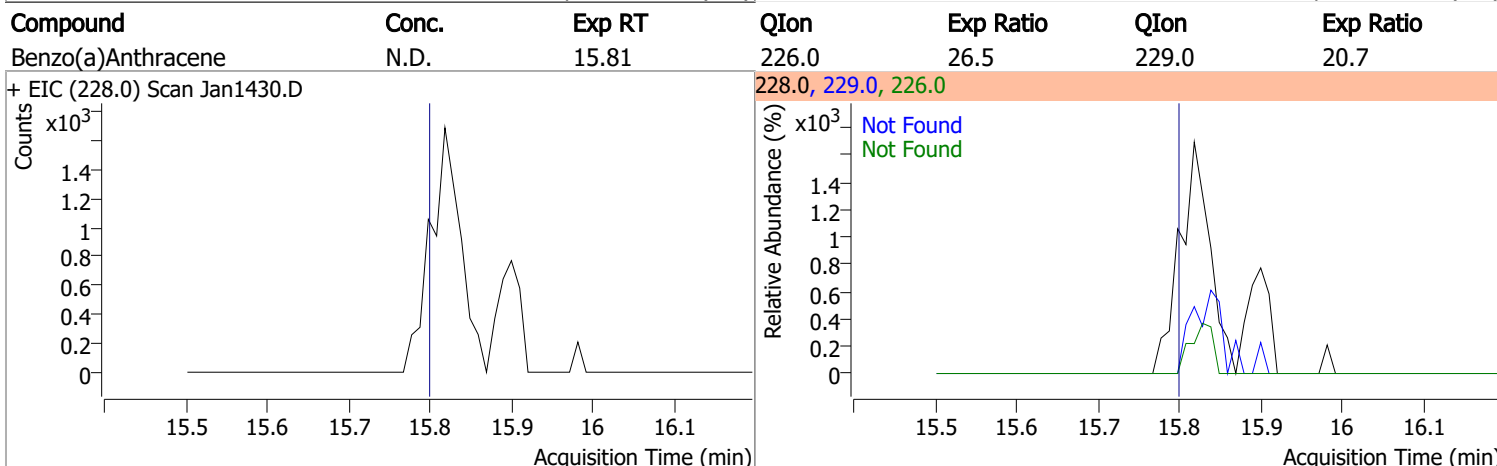 Compound Conc. Exp RT QIon Exp Ratio QIon Exp Ratio
Benzo(a)Anthracene N.D. 15.81 226.0 26.5 229.0 20.7
+ EIC (228.0) Scan Jan1430.D
Counts
x10³
1.4
1.2
1
0.8
0.6
0.4
0.2
0
15.5 15.6 15.7 15.8 15.9 16 16.1
Acquisition Time (min)
228.0, 229.0, 226.0
Relative Abundance (%)
x10³
Not Found
Not Found
1.4
1.2
1
0.8
0.6
0.4
0.2
0
15.5 15.6 15.7 15.8 15.9 16 16.1
Acquisition Time (min)